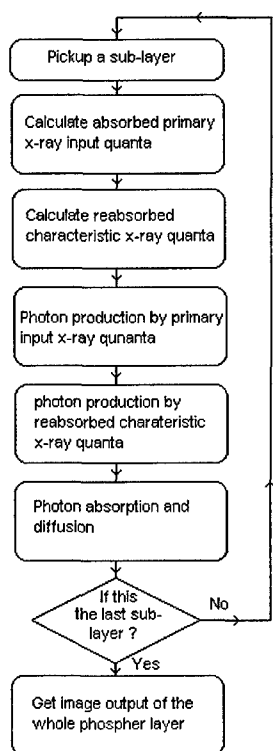 Pickup a sub-layer
Calculate absorbed primary
x-ray input quanta
Calculate reabsorbed
characteristic x-ray quanta
Photon production by primary
input x-ray qunanta
photon production by
reabsorbed charateristic
x-ray quanta
Photon absorption and
diffusion
If this
the last sub-
layer ?
No
Yes
Get image output of the
whole phospher layer